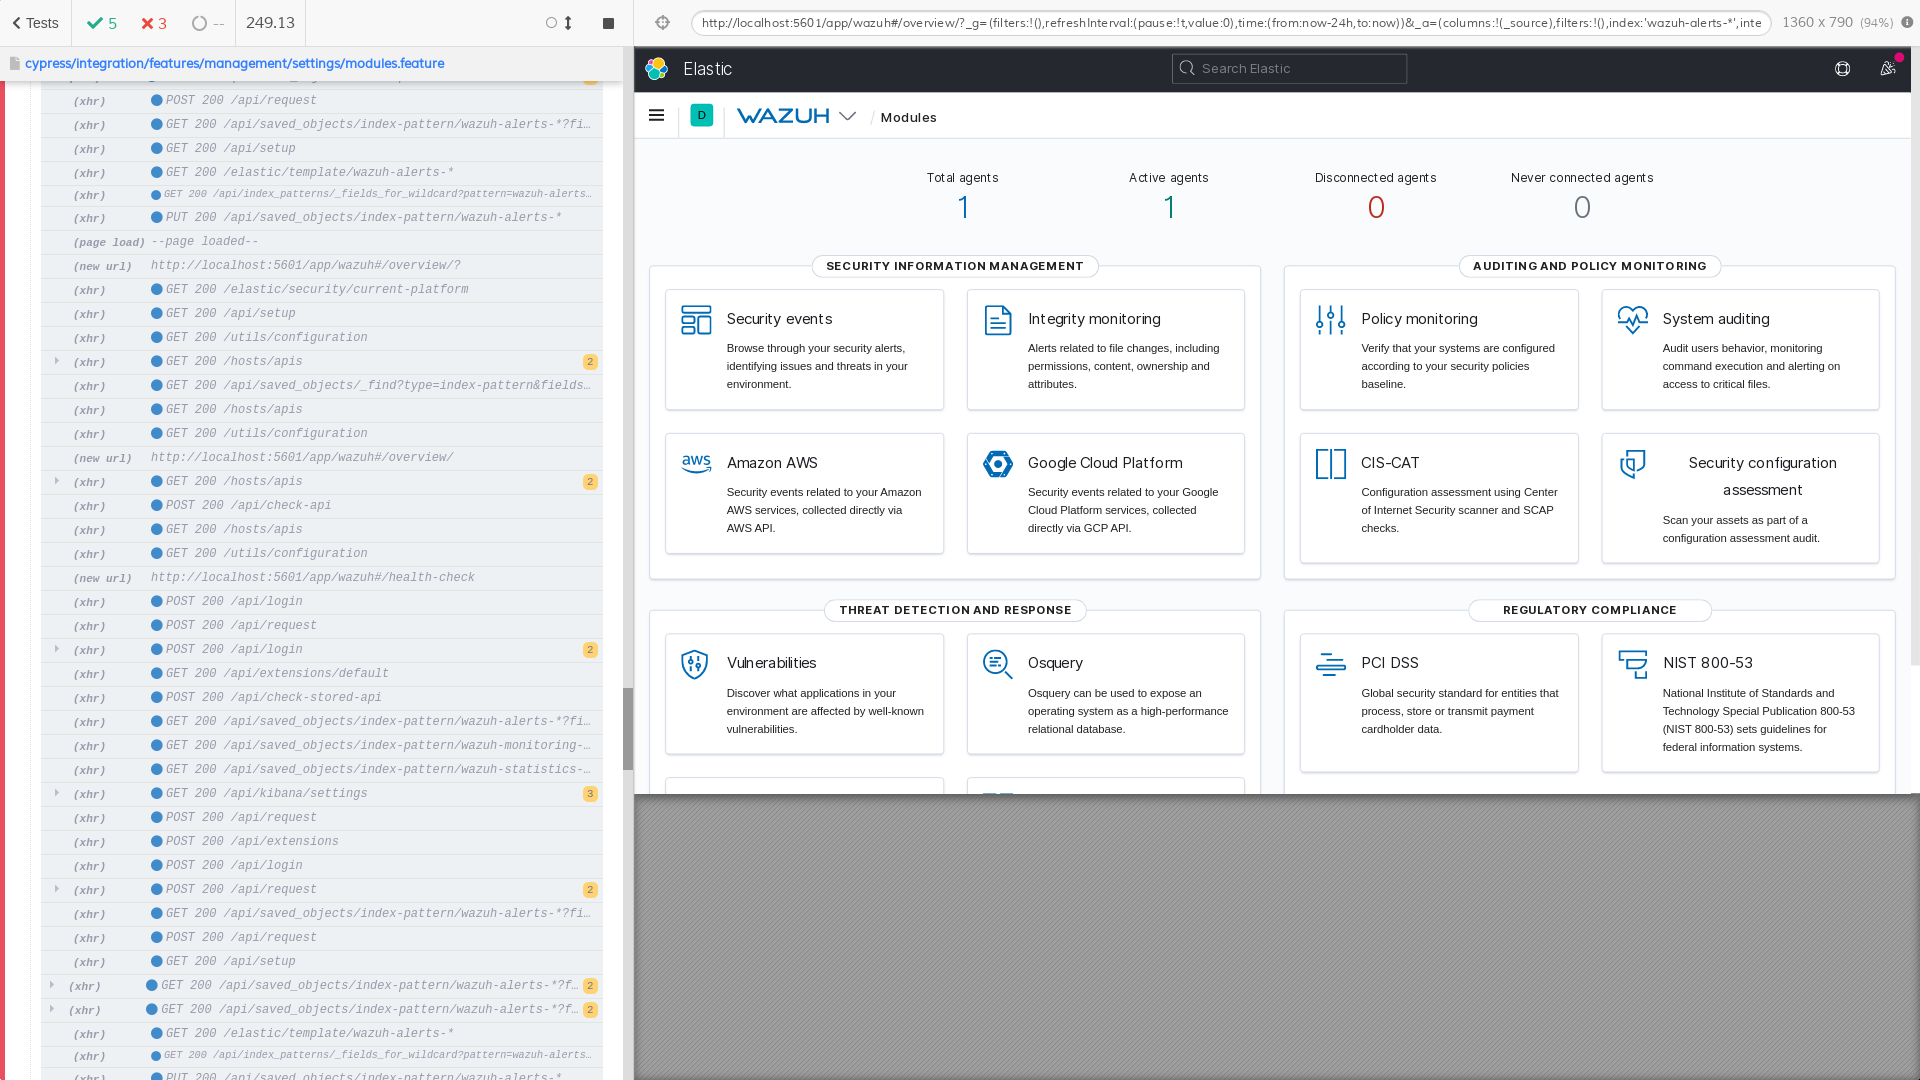 Tests
5
3
--
249.13
http://localhost:5601/app/wazuh#/overview/?_g=(filters:!(),refreshInterval:(pause:!t,value:0),time:(from:now-24h,to:now))&_a=(columns:!(_source),filters:!(),index:'wazuh-alerts-*',inte
1360 x 790 (94%)
cypress/integration/features/management/settings/modules.feature
(xhr) POST 200 /api/request
(xhr) GET 200 /api/saved_objects/index-pattern/wazuh-alerts-*?fi…
(xhr) GET 200 /api/setup
(xhr) GET 200 /elastic/template/wazuh-alerts-*
(xhr) GET 200 /api/index_patterns/_fields_for_wildcard?pattern=wazuh-alerts…
(xhr) PUT 200 /api/saved_objects/index-pattern/wazuh-alerts-*
(page load) --page loaded--
(new url) http://localhost:5601/app/wazuh#/overview/?
(xhr) GET 200 /elastic/security/current-platform
(xhr) GET 200 /api/setup
(xhr) GET 200 /utils/configuration
(xhr) GET 200 /hosts/apis 2
(xhr) GET 200 /api/saved_objects/_find?type=index-pattern&fields…
(xhr) GET 200 /hosts/apis
(xhr) GET 200 /utils/configuration
(new url) http://localhost:5601/app/wazuh#/overview/
(xhr) GET 200 /hosts/apis 2
(xhr) POST 200 /api/check-api
(xhr) GET 200 /hosts/apis
(xhr) GET 200 /utils/configuration
(new url) http://localhost:5601/app/wazuh#/health-check
(xhr) POST 200 /api/login
(xhr) POST 200 /api/request
(xhr) POST 200 /api/login 2
(xhr) GET 200 /api/extensions/default
(xhr) POST 200 /api/check-stored-api
(xhr) GET 200 /api/saved_objects/index-pattern/wazuh-alerts-*?fi…
(xhr) GET 200 /api/saved_objects/index-pattern/wazuh-monitoring-…
(xhr) GET 200 /api/saved_objects/index-pattern/wazuh-statistics-…
(xhr) GET 200 /api/kibana/settings 3
(xhr) POST 200 /api/request
(xhr) POST 200 /api/extensions
(xhr) POST 200 /api/login
(xhr) POST 200 /api/request 2
(xhr) GET 200 /api/saved_objects/index-pattern/wazuh-alerts-*?fi…
(xhr) POST 200 /api/request
(xhr) GET 200 /api/setup
(xhr) GET 200 /api/saved_objects/index-pattern/wazuh-alerts-*?f… 2
(xhr) GET 200 /api/saved_objects/index-pattern/wazuh-alerts-*?f… 2
(xhr) GET 200 /elastic/template/wazuh-alerts-*
(xhr) GET 200 /api/index_patterns/_fields_for_wildcard?pattern=wazuh-alerts…
(xhr) PUT 200 /api/saved_objects/index-pattern/wazuh-alerts-*
Elastic
Search Elastic
D
WAZUH
/ Modules
Total agents
1
Active agents
1
Disconnected agents
0
Never connected agents
0
SECURITY INFORMATION MANAGEMENT
Security events
Browse through your security alerts,
identifying issues and threats in your
environment.
Integrity monitoring
Alerts related to file changes, including
permissions, content, ownership and
attributes.
aws
Amazon AWS
Security events related to your Amazon
AWS services, collected directly via
AWS API.
Google Cloud Platform
Security events related to your Google
Cloud Platform services, collected
directly via GCP API.
AUDITING AND POLICY MONITORING
Policy monitoring
Verify that your systems are configured
according to your security policies
baseline.
System auditing
Audit users behavior, monitoring
command execution and alerting on
access to critical files.
CIS-CAT
Configuration assessment using Center
of Internet Security scanner and SCAP
checks.
Security configuration
assessment
Scan your assets as part of a
configuration assessment audit.
THREAT DETECTION AND RESPONSE
Vulnerabilities
Discover what applications in your
environment are affected by well-known
vulnerabilities.
Osquery
Osquery can be used to expose an
operating system as a high-performance
relational database.
REGULATORY COMPLIANCE
PCI DSS
Global security standard for entities that
process, store or transmit payment
cardholder data.
NIST 800-53
National Institute of Standards and
Technology Special Publication 800-53
(NIST 800-53) sets guidelines for
federal information systems.